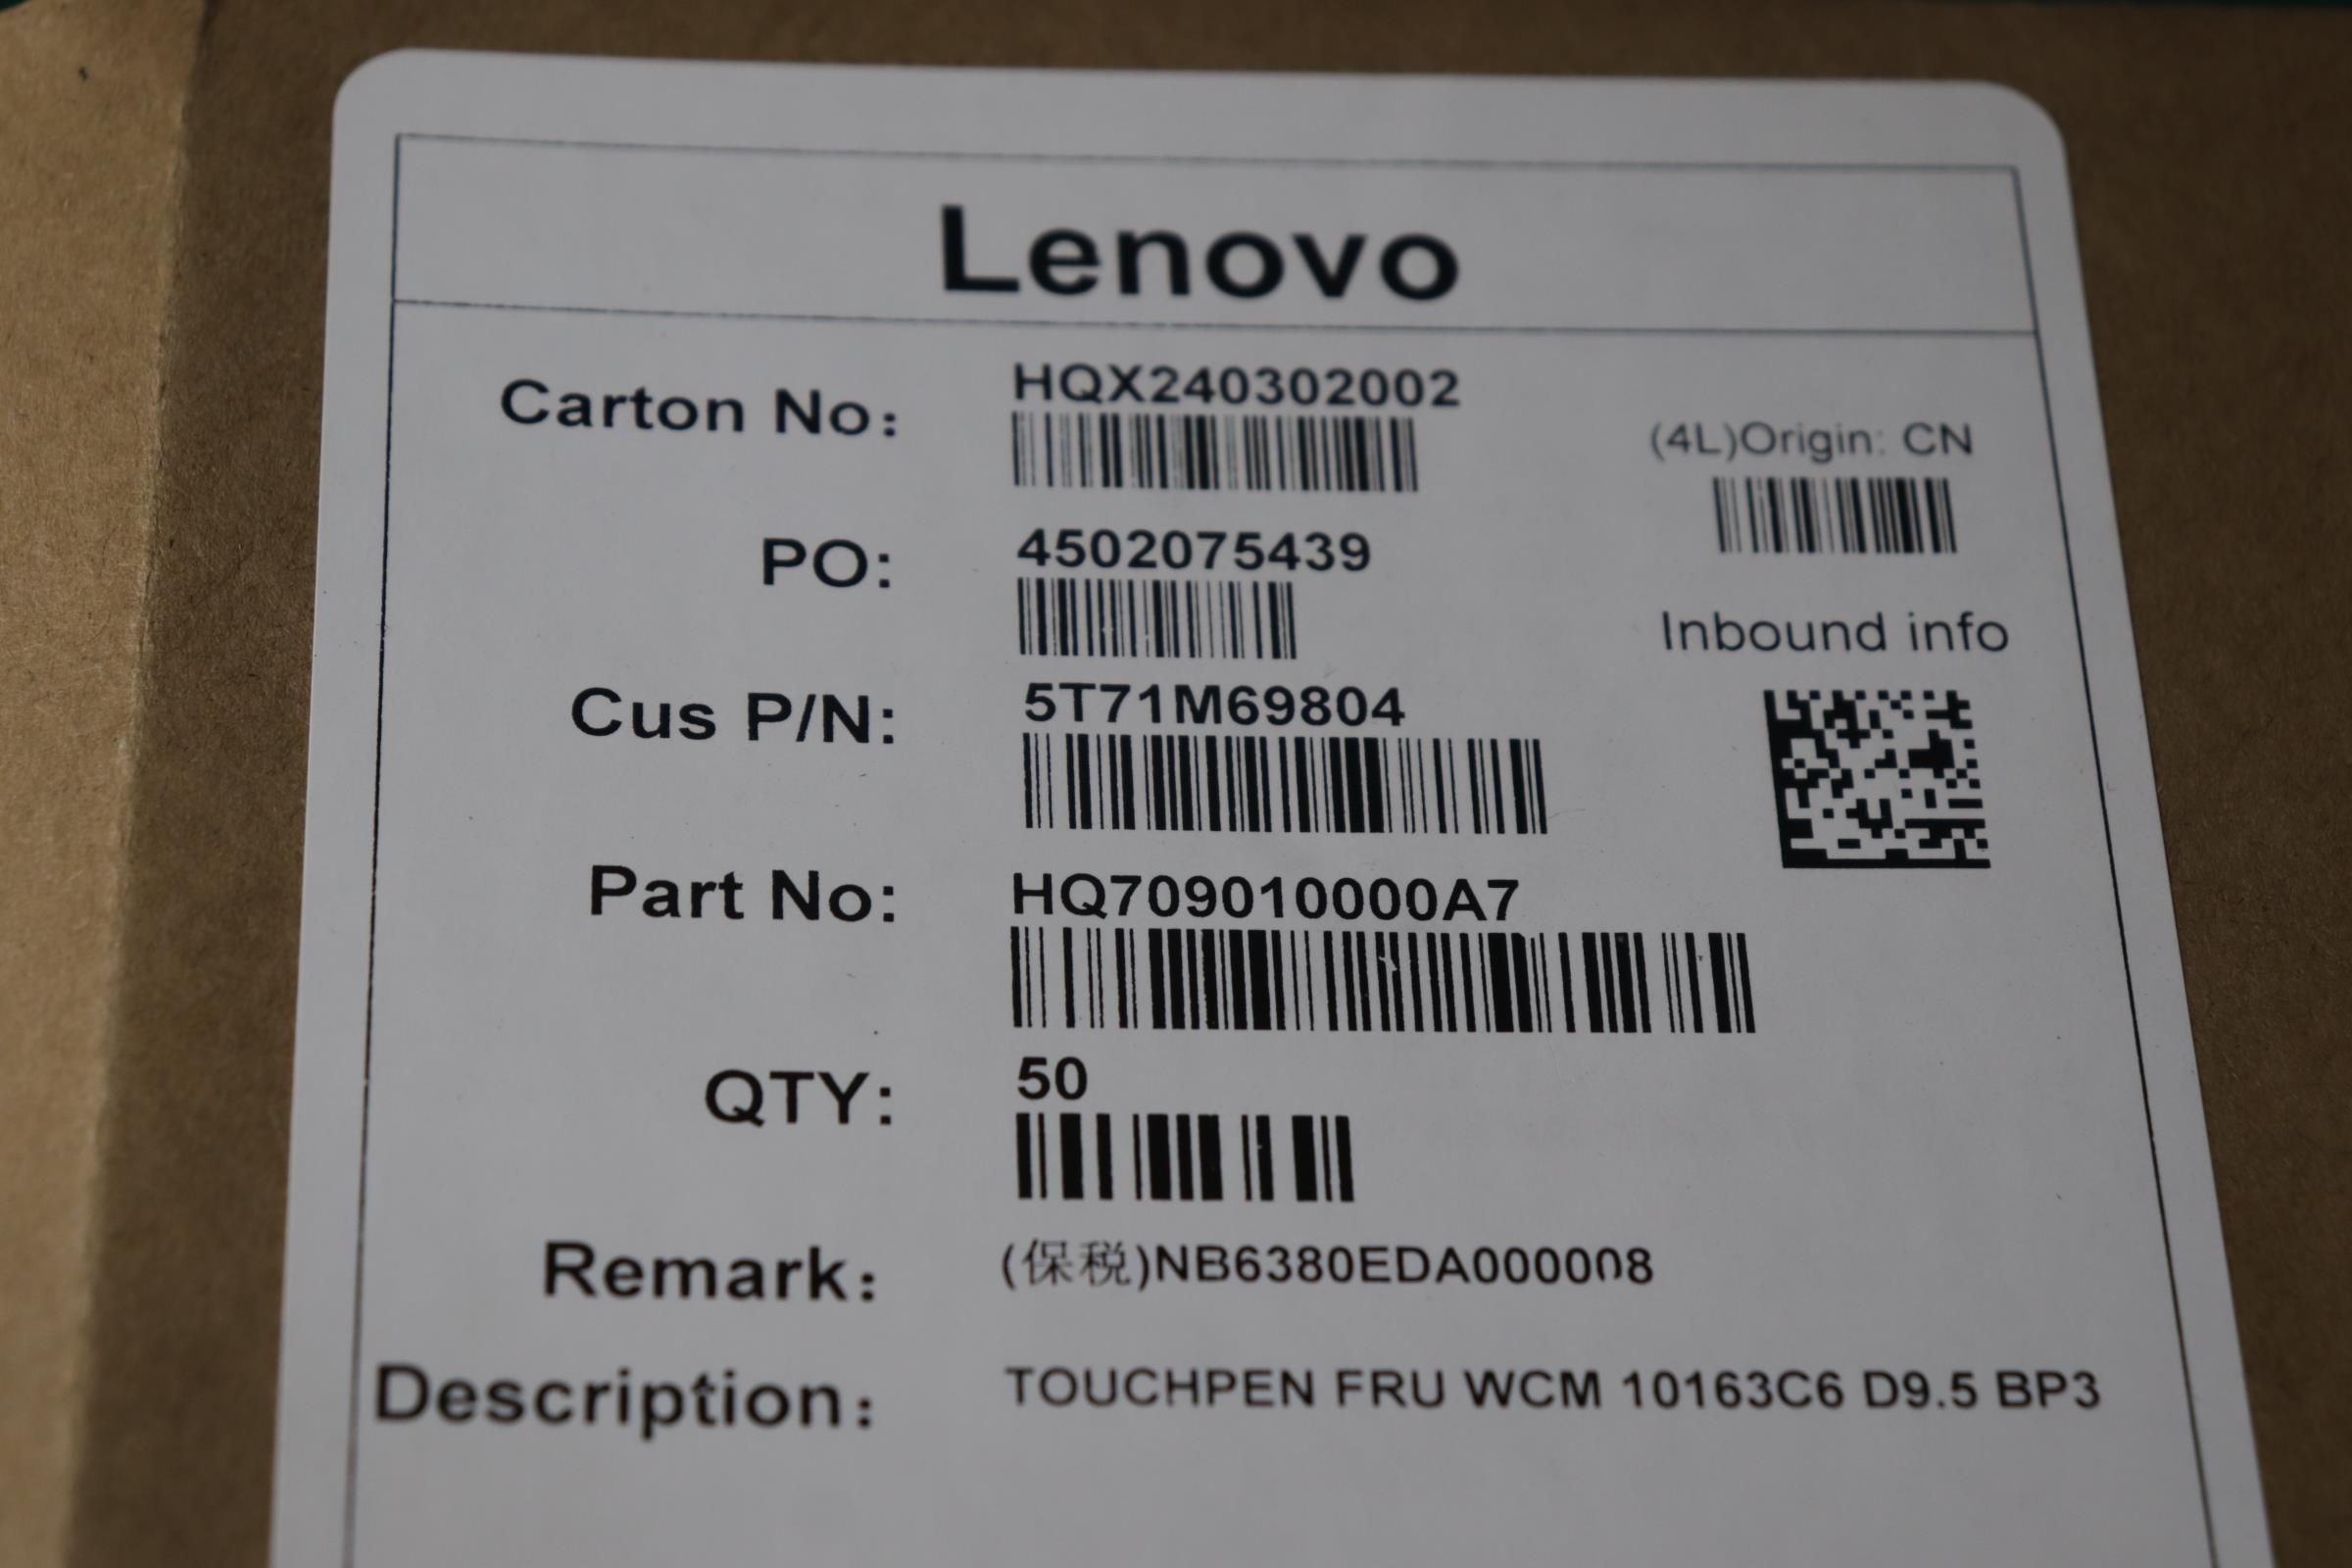 Lenovo
Carton No: HQX240302002
(4L)Origin: CN
PO: 4502075439
Inbound info
Cus P/N: 5T71M69804
Part No: HQ709010000A7
QTY: 50
Remark: (保税)NB6380EDA000008
Description: TOUCHPEN FRU WCM 10163C6 D9.5 BP3